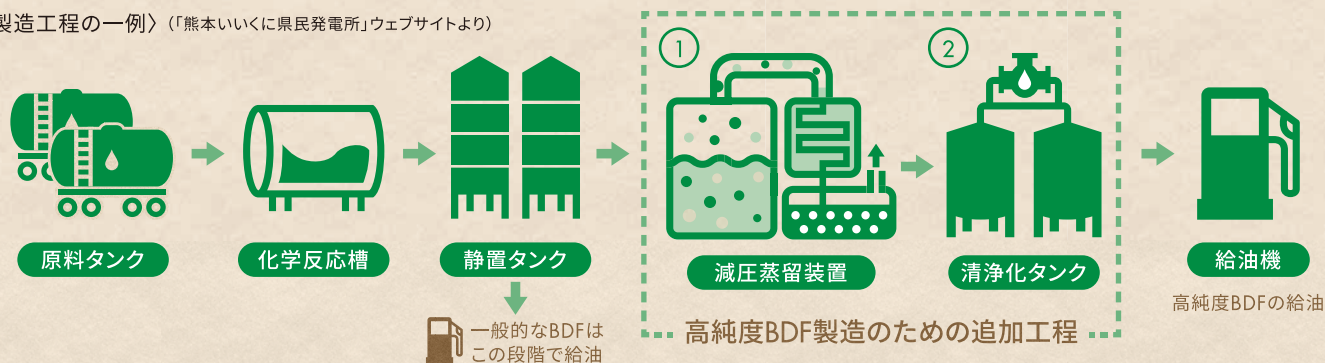 製造工程の一例〉(「熊本いいくに県民発電所」ウェブサイトより)
1
2
原料タンク
化学反応槽
静置タンク
減圧蒸留装置
清浄化タンク
給油機
高純度BDFの給油
一般的なBDFは
この段階で給油
高純度BDF製造のための追加工程